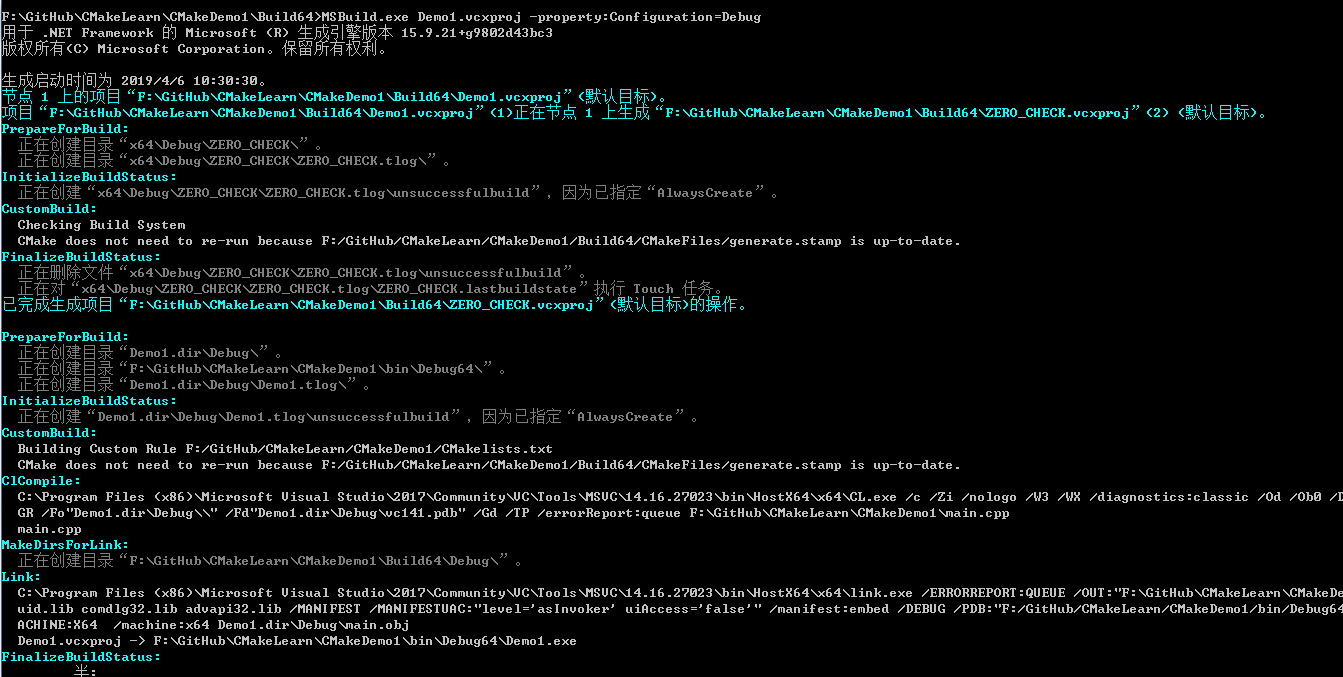 F:\GitHub\CMakeLearn\CMakeDemo1\Build64>MSBuild.exe Demo1.vcxproj -property:Configuration=Debug
用于 .NET Framework 的 Microsoft (R) 生成引擎版本 15.9.21+g9802d43bc3
版权所有(C) Microsoft Corporation。保留所有权利。
生成启动时间为 2019/4/6 10:30:30。
节点 1 上的项目“F:\GitHub\CMakeLearn\CMakeDemo1\Build64\Demo1.vcxproj”(默认目标)。
项目“F:\GitHub\CMakeLearn\CMakeDemo1\Build64\Demo1.vcxproj”(1)正在节点 1 上生成“F:\GitHub\CMakeLearn\CMakeDemo1\Build64\ZERO_CHECK.vcxproj”(2) (默认目标)。
PrepareForBuild:
  正在创建目录“x64\Debug\ZERO_CHECK\”。
  正在创建目录“x64\Debug\ZERO_CHECK\ZERO_CHECK.tlog\”。
InitializeBuildStatus:
  正在创建“x64\Debug\ZERO_CHECK\ZERO_CHECK.tlog\unsuccessfulbuild”，因为已指定“AlwaysCreate”。
CustomBuild:
  Checking Build System
  CMake does not need to re-run because F:/GitHub/CMakeLearn/CMakeDemo1/Build64/CMakeFiles/generate.stamp is up-to-date.
FinalizeBuildStatus:
  正在删除文件“x64\Debug\ZERO_CHECK\ZERO_CHECK.tlog\unsuccessfulbuild”。
  正在对“x64\Debug\ZERO_CHECK\ZERO_CHECK.tlog\ZERO_CHECK.lastbuildstate”执行 Touch 任务。
已完成生成项目“F:\GitHub\CMakeLearn\CMakeDemo1\Build64\ZERO_CHECK.vcxproj”(默认目标)的操作。
PrepareForBuild:
  正在创建目录“Demo1.dir\Debug\”。
  正在创建目录“F:\GitHub\CMakeLearn\CMakeDemo1\bin\Debug64\”。
  正在创建目录“Demo1.dir\Debug\Demo1.tlog\”。
InitializeBuildStatus:
  正在创建“Demo1.dir\Debug\Demo1.tlog\unsuccessfulbuild”，因为已指定“AlwaysCreate”。
CustomBuild:
  Building Custom Rule F:/GitHub/CMakeLearn/CMakeDemo1/CMakelists.txt
  CMake does not need to re-run because F:/GitHub/CMakeLearn/CMakeDemo1/Build64/CMakeFiles/generate.stamp is up-to-date.
ClCompile:
  C:\Program Files (x86)\Microsoft Visual Studio\2017\Community\VC\Tools\MSVC\14.16.27023\bin\HostX64\x64\CL.exe /c /Zi /nologo /W3 /WX /diagnostics:classic /Od /Ob0 /D
  GR /Fo"Demo1.dir\Debug\\" /Fd"Demo1.dir\Debug\vc141.pdb" /Gd /TP /errorReport:queue F:\GitHub\CMakeLearn\CMakeDemo1\main.cpp
  main.cpp
MakeDirsForLink:
  正在创建目录“F:\GitHub\CMakeLearn\CMakeDemo1\Build64\Debug\”。
Link:
  C:\Program Files (x86)\Microsoft Visual Studio\2017\Community\VC\Tools\MSVC\14.16.27023\bin\HostX64\x64\link.exe /ERRORREPORT:QUEUE /OUT:"F:\GitHub\CMakeLearn\CMakeDe
  uid.lib comdlg32.lib advapi32.lib /MANIFEST /MANIFESTUAC:"level='asInvoker' uiAccess='false'" /manifest:embed /DEBUG /PDB:"F:/GitHub/CMakeLearn/CMakeDemo1/bin/Debug64
  ACHINE:X64  /machine:x64 Demo1.dir\Debug\main.obj
  Demo1.vcxproj -> F:\GitHub\CMakeLearn\CMakeDemo1\bin\Debug64\Demo1.exe
FinalizeBuildStatus:
半: